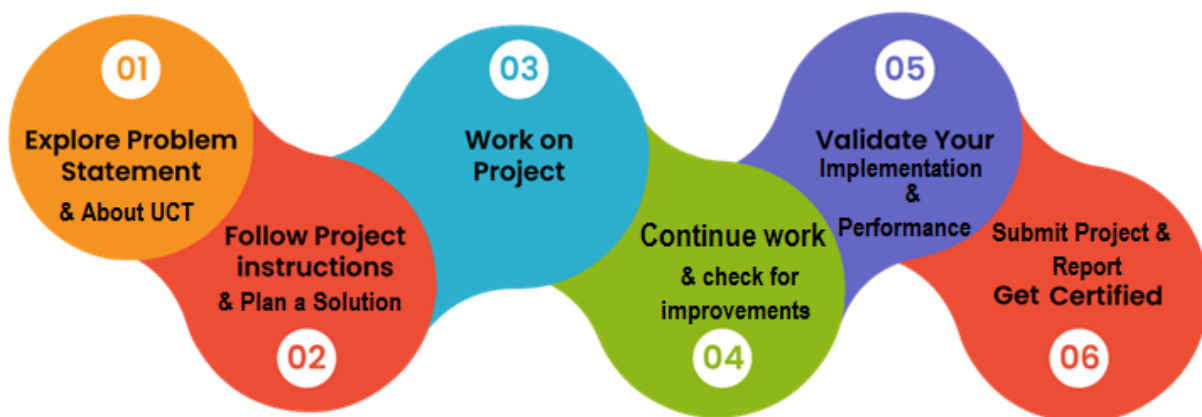 01
Explore Problem
Statement
& About UCT
Follow Project
instructions
& Plan a Solution
02
03
Work on
Project
Continue work
& check for
improvements
04
05
Validate Your
Implementation
&
Performance
Submit Project &
Report
Get Certified
06